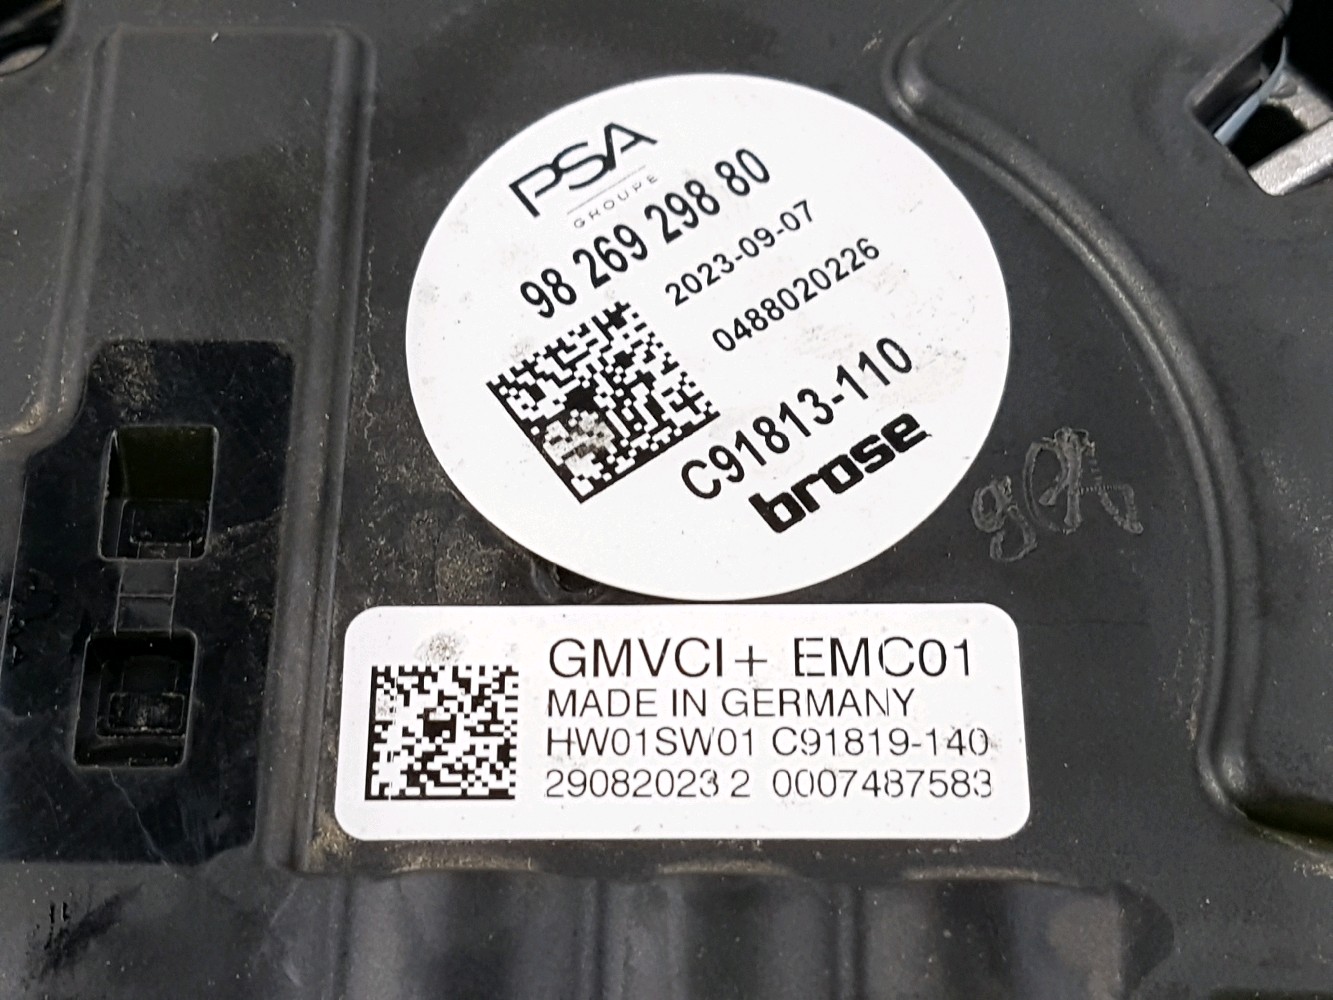 PSA
GROUPE
98 269 298 80
2023-09-07
0488020226
C91813-110
brose
GMVCI+ EMC01
MADE IN GERMANY
HW01SW01 C91819-140
29082023 2 0007487583